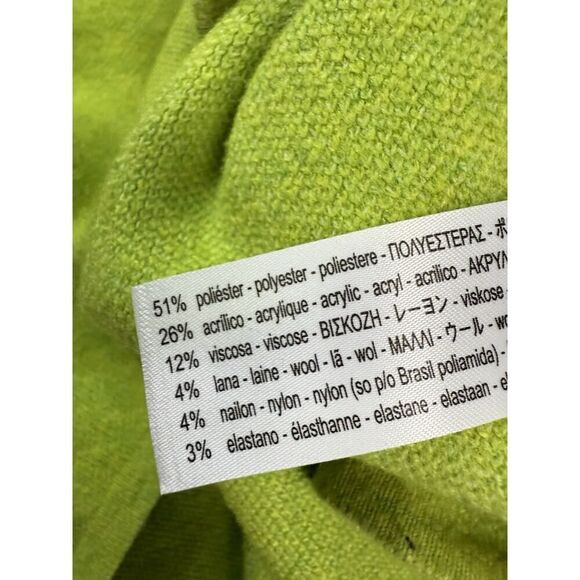 51% poliéster - polyester - poliestere - ΠΟΛΥΕΣΤΕΡΑΣ - ポ
26% acrílico - acrylique - acrylic - acryl - acrilico - ΑΚΡΥΛ
12% viscosa - viscose - ΒΙΣΚΟΖΗ - レーヨン - viskose -
4% lana - laine - wool - lã - wol - ΜΑΛΛΙ - ウール - wo
4% nailon - nylon - nylon (so p/o Brasil poliamida) -
3% elastano - élasthanne - elastane - elastaan - el